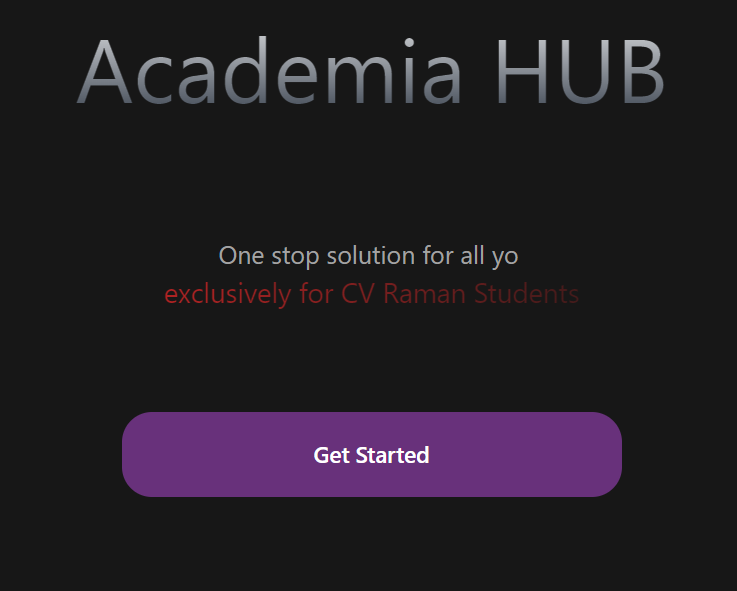 Academia HUB
One stop solution for all yo
exclusively for CV Raman Students
Get Started